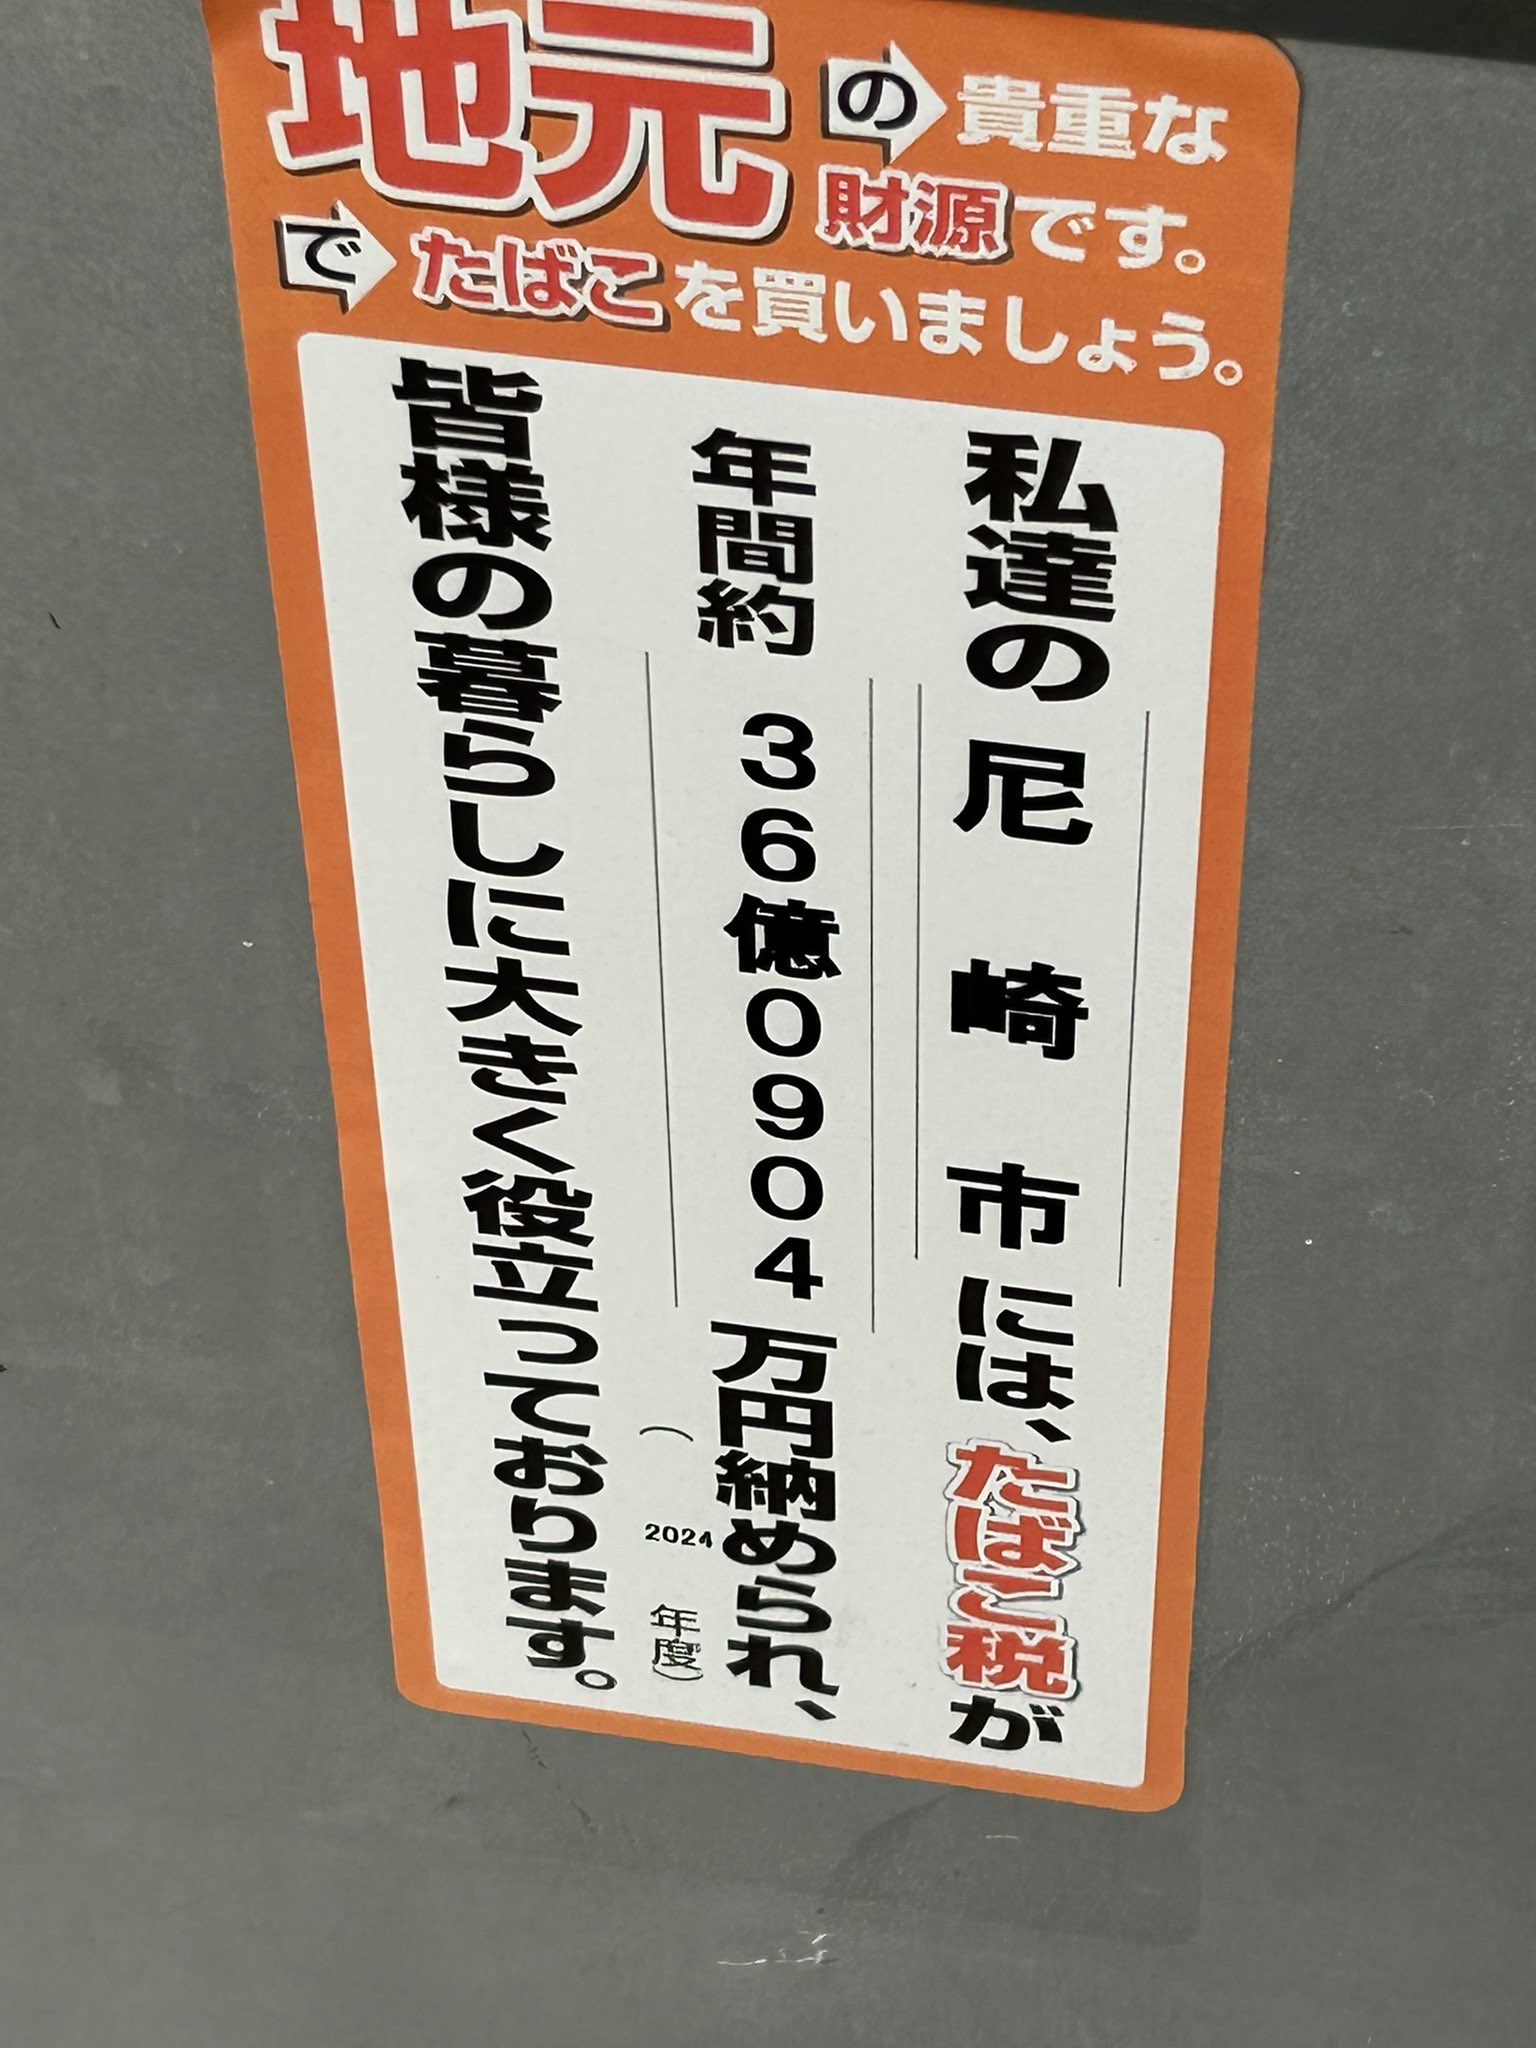 地元の貴重な
財源です。
でたばこを買いましょう。
私達の尼崎市には、たばこ税が
年間約36億0904万円納められ、
(2024年度)
皆様の暮らしに大きく役立っております。